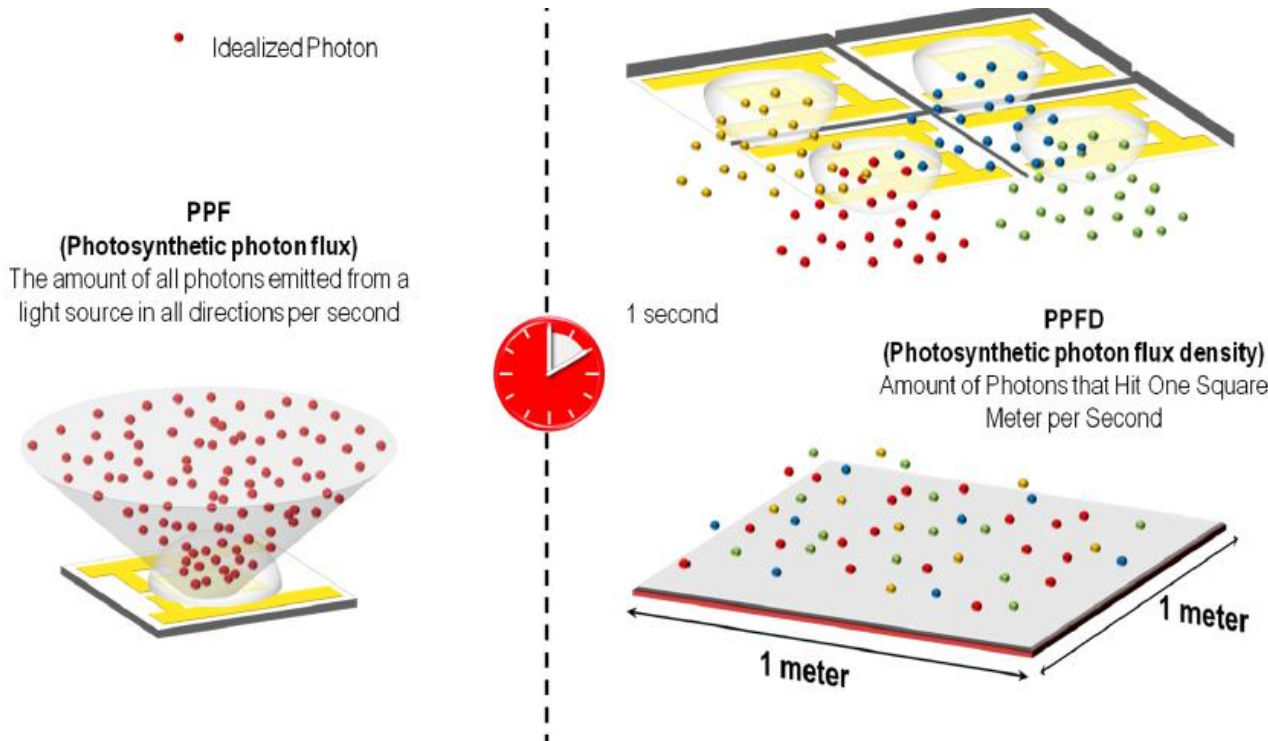 Idealized Photon
PPF
(Photosynthetic photon flux)
The amount of all photons emitted from a
light source in all directions per second
1 second
PPFD
(Photosynthetic photon flux density)
Amount of Photons that Hit One Square
Meter per Second
1 meter
1 meter